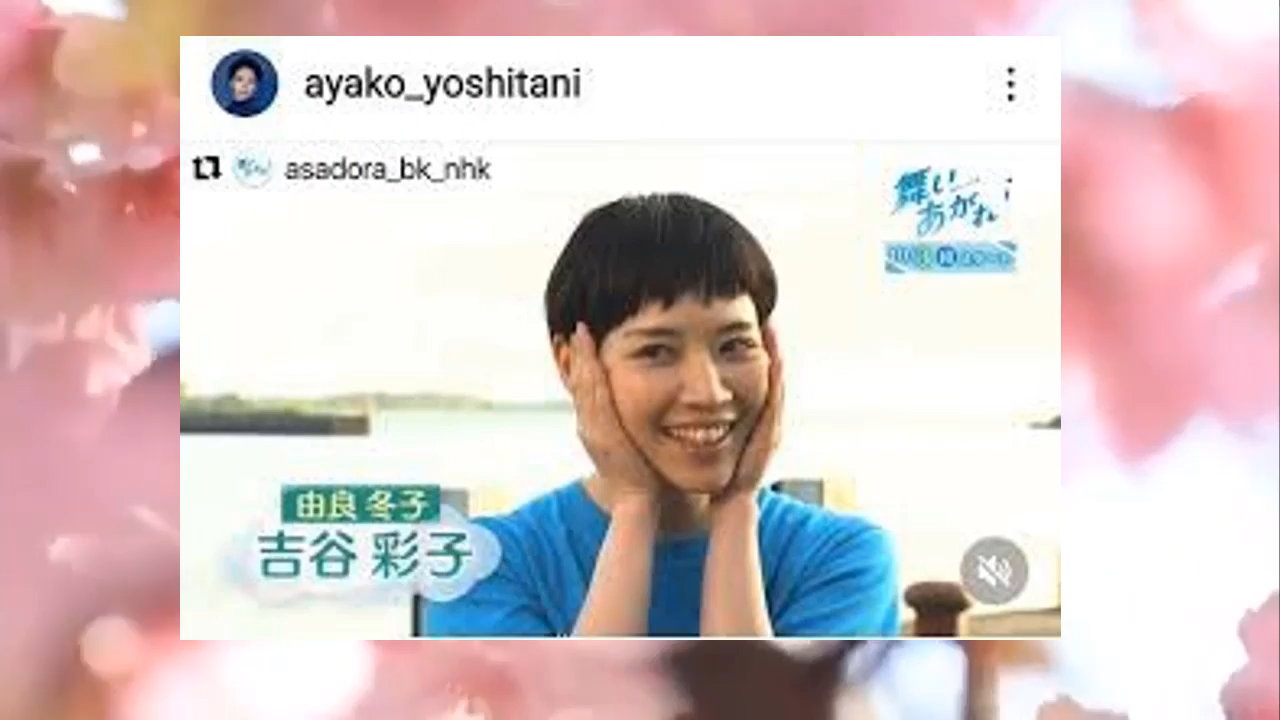 ayako_yoshitani
asadora_bk_nhk
舞い
あがれ
由良 冬子
吉谷 彩子